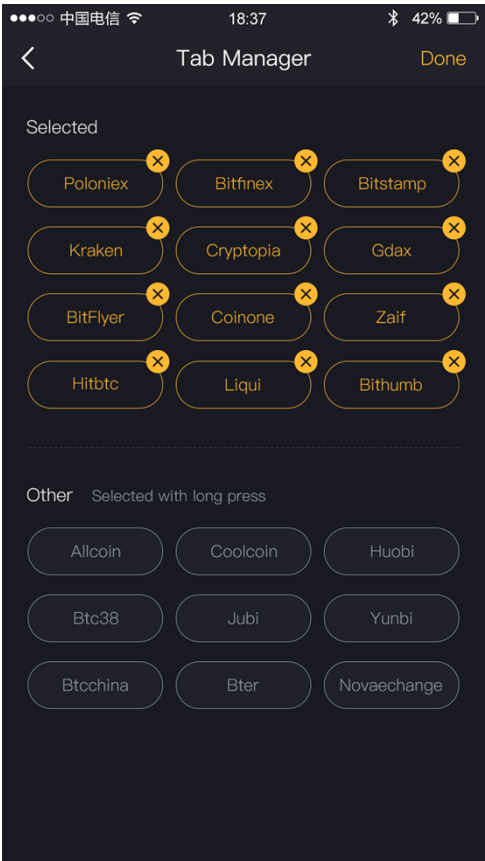 中国电信 18:37 42%
Tab Manager Done
Selected
Poloniex Bitfinex Bitstamp
Kraken Cryptopia Gdax
BitFlyer Coinone Zaif
Hitbtc Liqui Bithumb
Other Selected with long press
Allcoin Coolcoin Huobi
Btc38 Jubi Yunbi
Btcchina Bter Novaechange